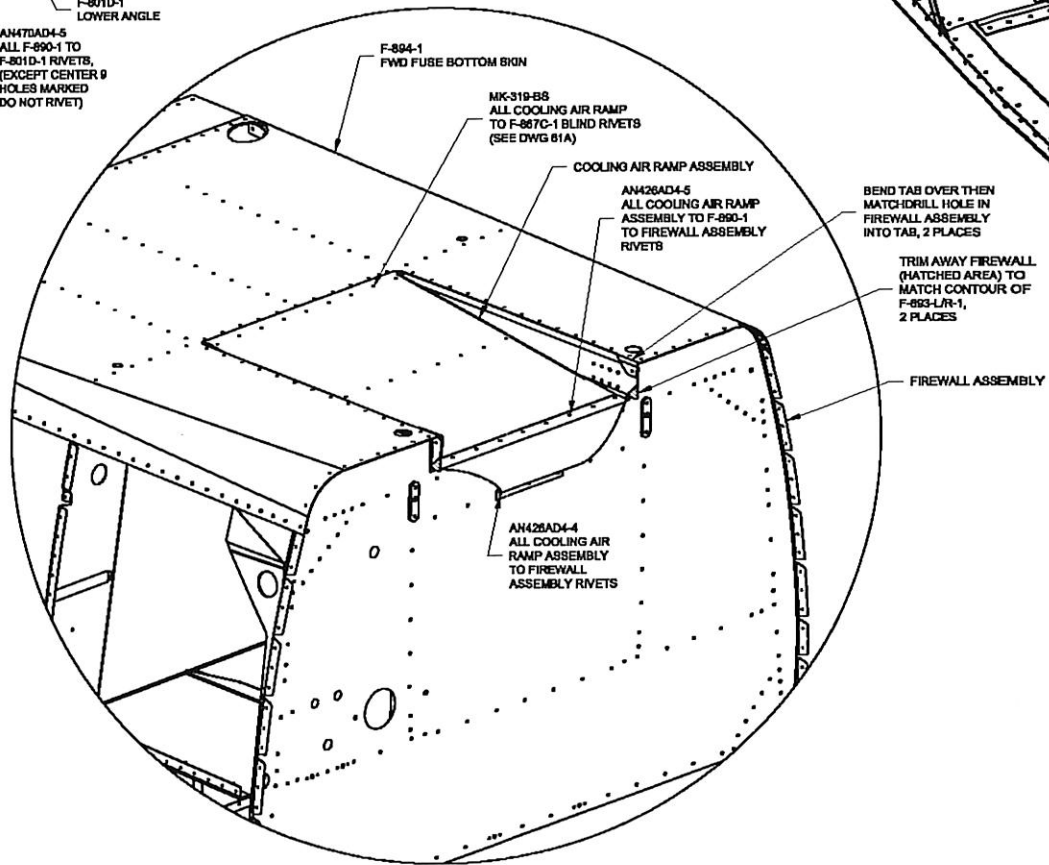 F-801D-1
LOWER ANGLE
AN470AD4-5
ALL F-890-1 TO
F-801D-1 RIVETS,
(EXCEPT CENTER 9
HOLES MARKED
DO NOT RIVET)
F-894-1
FWD FUSE BOTTOM SKIN
MK-319-BS
ALL COOLING AIR RAMP
TO F-867C-1 BLIND RIVETS
(SEE DWG 61A)
COOLING AIR RAMP ASSEMBLY
AN426AD4-5
ALL COOLING AIR RAMP
ASSEMBLY TO F-890-1
TO FIREWALL ASSEMBLY
RIVETS
BEND TAB OVER THEN
MATCHDRILL HOLE IN
FIREWALL ASSEMBLY
INTO TAB, 2 PLACES
TRIM AWAY FIREWALL
(HATCHED AREA) TO
MATCH CONTOUR OF
F-893-L/R-1,
2 PLACES
FIREWALL ASSEMBLY
AN426AD4-4
ALL COOLING AIR
RAMP ASSEMBLY
TO FIREWALL
ASSEMBLY RIVETS